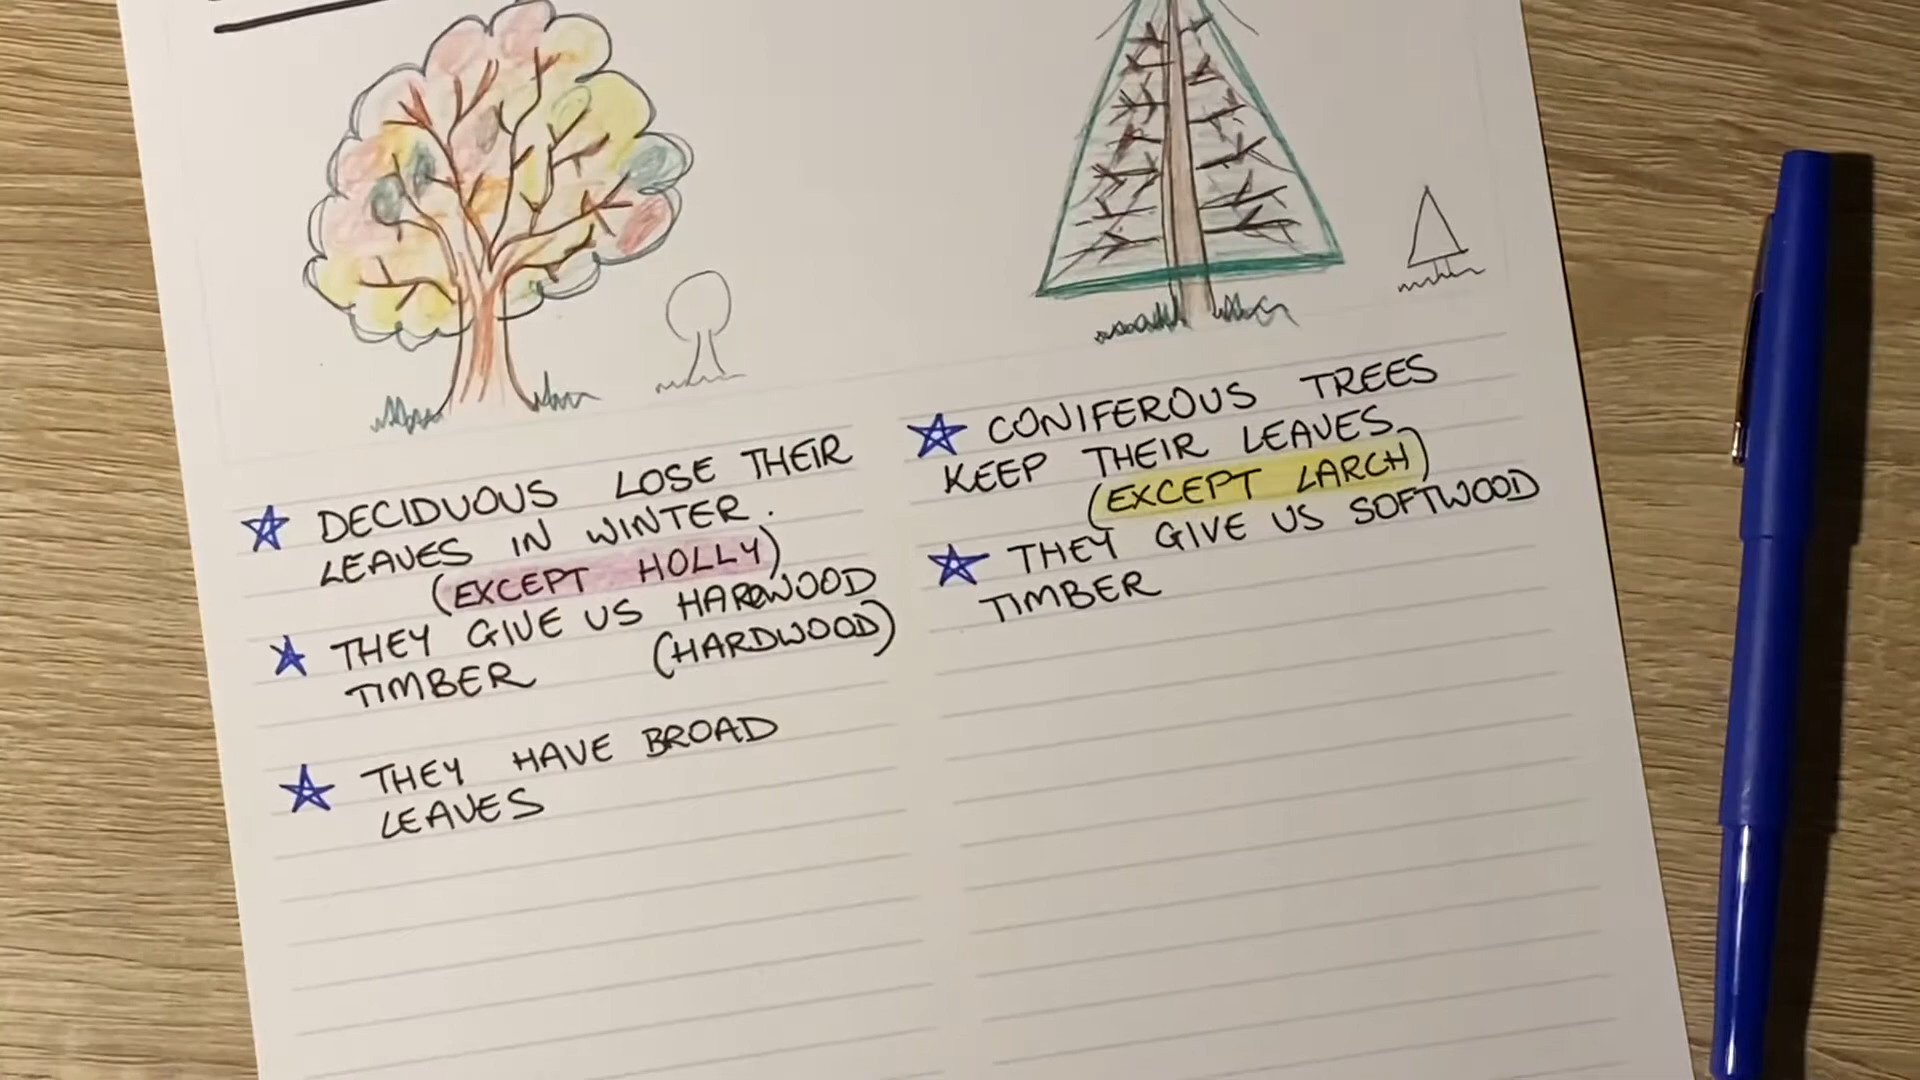 DECIDUOUS LOSE THEIR
LEAVES IN WINTER.
(EXCEPT HOLLY)
THEY GIVE US HARDWOOD
TIMBER (HARDWOOD)
THEY HAVE BROAD
LEAVES
CONIFEROUS TREES
KEEP THEIR LEAVES
(EXCEPT LARCH)
THEY GIVE US SOFTWOOD
TIMBER